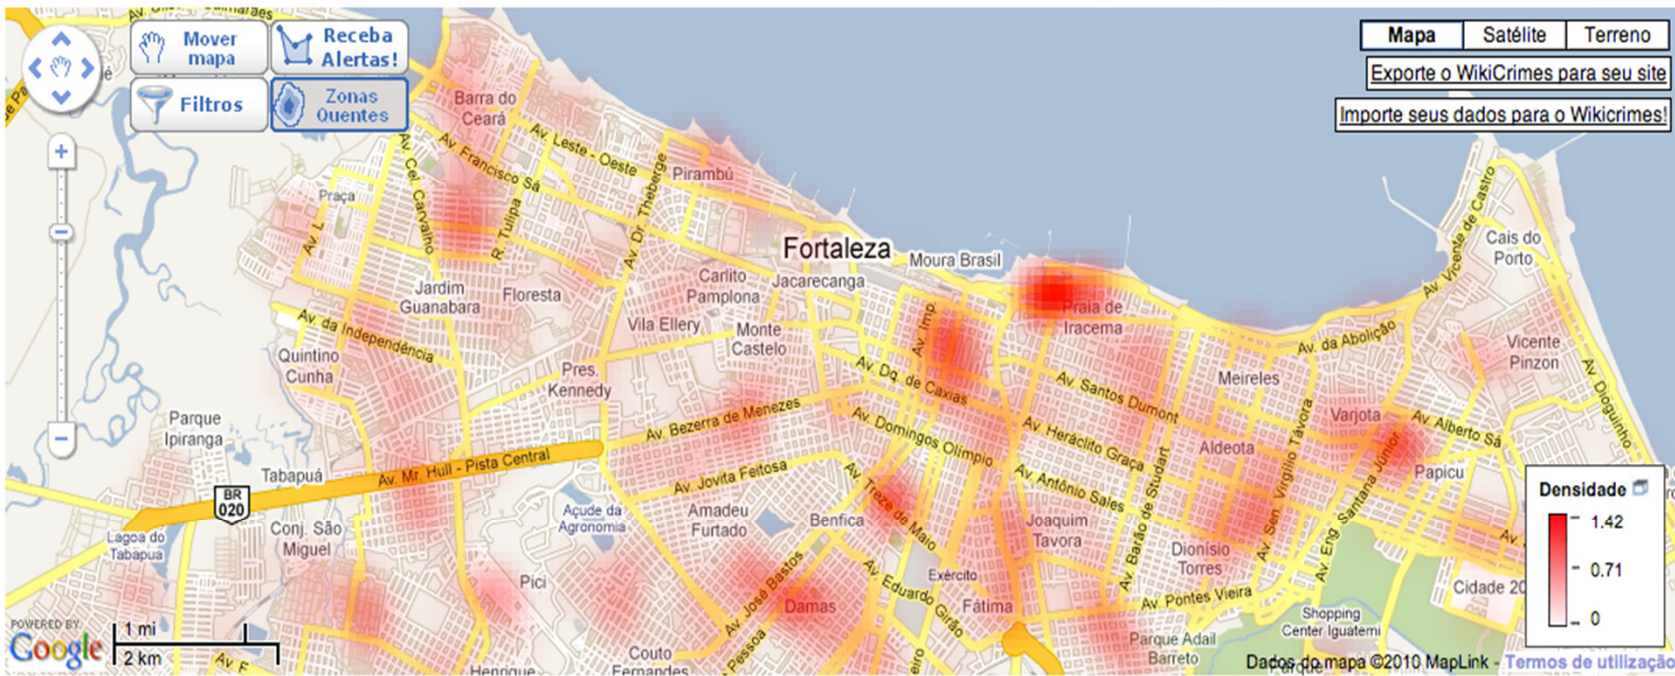 Mover
mapa
Receba
Alertas!
Filtros
Zonas
Quentes
Mapa
Satélite
Terreno
Exporte o WikiCrimes para seu site
Importe seus dados para o Wikicrimes!
Barra do
Ceará
Av. Leste - Oeste
Av. Francisco Sá
Av. Cel. Carvalho
R. Tulipa
Av. Dr. Theberge
Pirambú
Praça
Av. L
Fortaleza
Moura Brasil
Cais do
Porto
Av. Vicente de Castro
Jardim
Guanabara
Floresta
Carlito
Pamplona
Jacarecanga
Praia de
Iracema
Av. Imp.
Vila Ellery
Monte
Castelo
Av. da Independência
Quintino
Cunha
Pres.
Kennedy
Av. Dq. de Caxias
Av. Santos Dumont
Meireles
Av. da Abolição
Vicente
Pinzon
Av. Dioguinho
Parque
Ipiranga
Av. Bezerra de Menezes
Av. Domingos Olímpio
Av. Heráclito Graça
Aldeota
Av. Sen. Virgílio Távora
Varjota
Av. Alberto Sá
Papicu
Av. Eng. Santana Júnior
Tabapuá
Av. Mr. Hull - Pista Central
BR
020
Av. Jovita Feitosa
Av. Treze de Maio
Av. Antônio Sales
Av. Barão de Studart
Lagoa do
Tabapua
Conj. São
Miguel
Açude da
Agronomia
Amadeu
Furtado
Benfica
Joaquim
Tavora
Dionísio
Torres
Densidade
1.42
0.71
0
Pici
Av. José Bastos
Damas
Av. Eduardo Girão
Exército
Fátima
Av. Pontes Vieira
Shopping
Center Iguatemi
Cidade 20
Parque Adail
Barreto
POWERED BY
Google
1 mi
2 km
Av. F
Henrique
Couto
Fernandes
Pessoa
Parque
Dados do mapa ©2010 MapLink - Termos de utilização